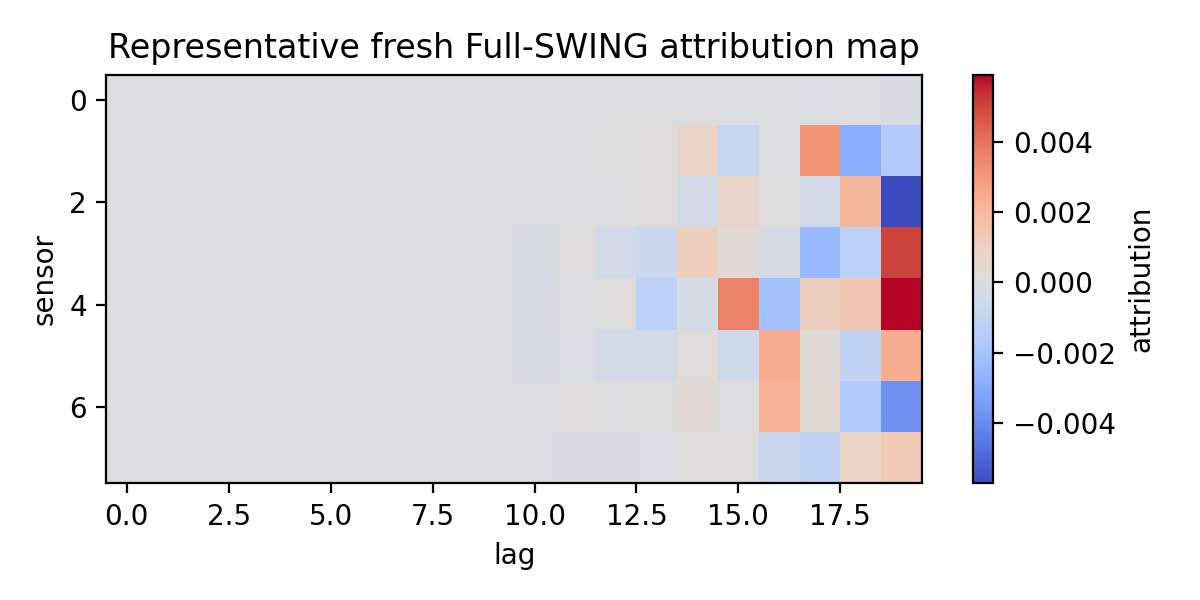 Representative fresh Full-SWING attribution map
0
2
4
6
sensor
0.0 2.5 5.0 7.5 10.0 12.5 15.0 17.5
lag
0.004
0.002
0.000
−0.002
−0.004
attribution